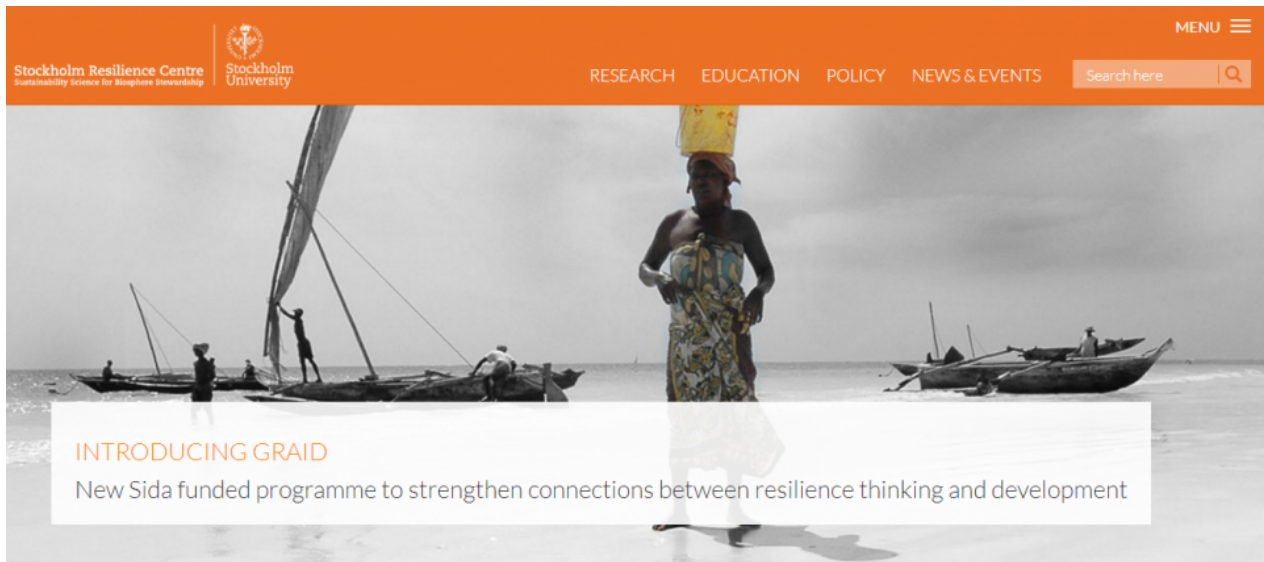 MENU
Stockholm Resilience Centre
Sustainability Science for Biosphere Stewardship
Stockholm
University
RESEARCH EDUCATION POLICY NEWS & EVENTS Search here
INTRODUCING GRAID
New Sida funded programme to strengthen connections between resilience thinking and development